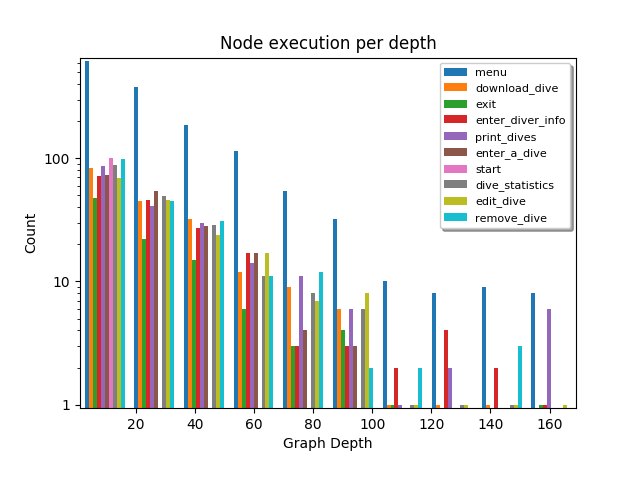 Node execution per depth
menu
download_dive
exit
enter_diver_info
print_dives
enter_a_dive
start
dive_statistics
edit_dive
remove_dive
Count
100
10
1
20 40 60 80 100 120 140 160
Graph Depth